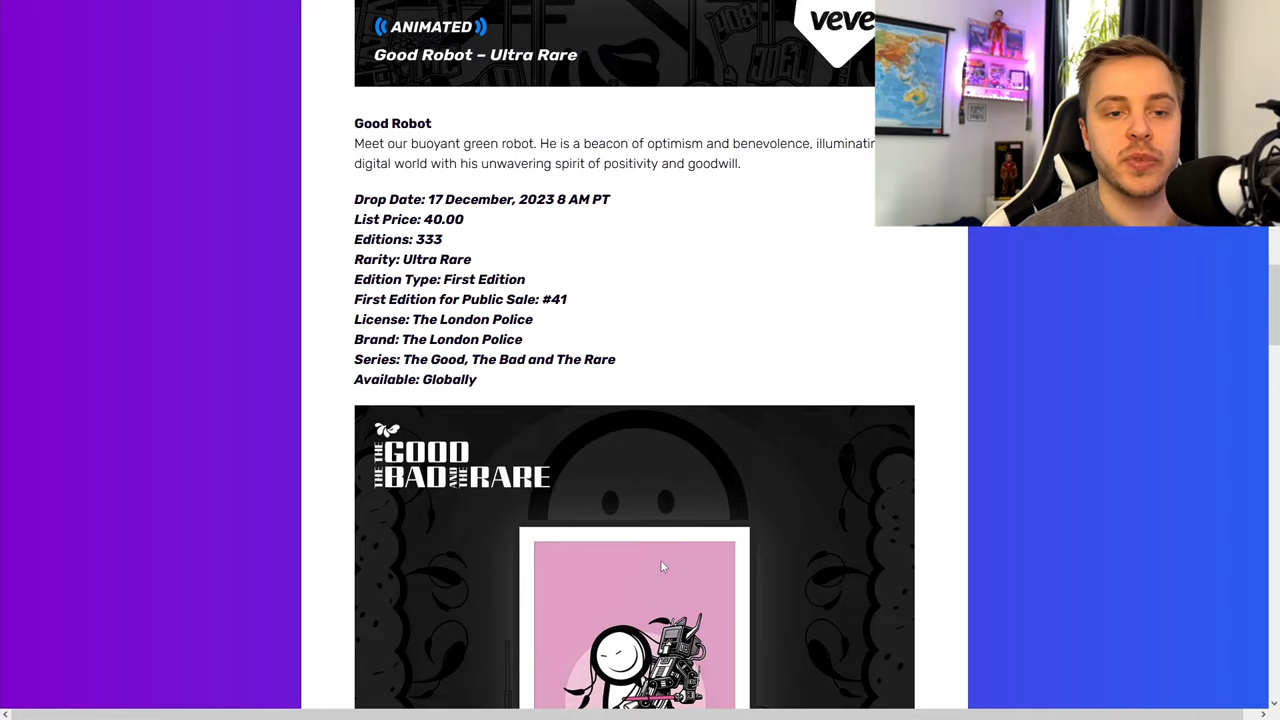 ANIMATED
veve
Good Robot – Ultra Rare
Good Robot
Meet our buoyant green robot. He is a beacon of optimism and benevolence,
digital world with his unwavering spirit of positivity and goodwill.
Drop Date: 17 December, 2023 8 AM PT
List Price: 40.00
Editions: 333
Rarity: Ultra Rare
Edition Type: First Edition
First Edition for Public Sale: #41
License: The London Police
Brand: The London Police
Series: The Good, The Bad and The Rare
Available: Globally
THE THE GOOD
THE BAD AND THE RARE